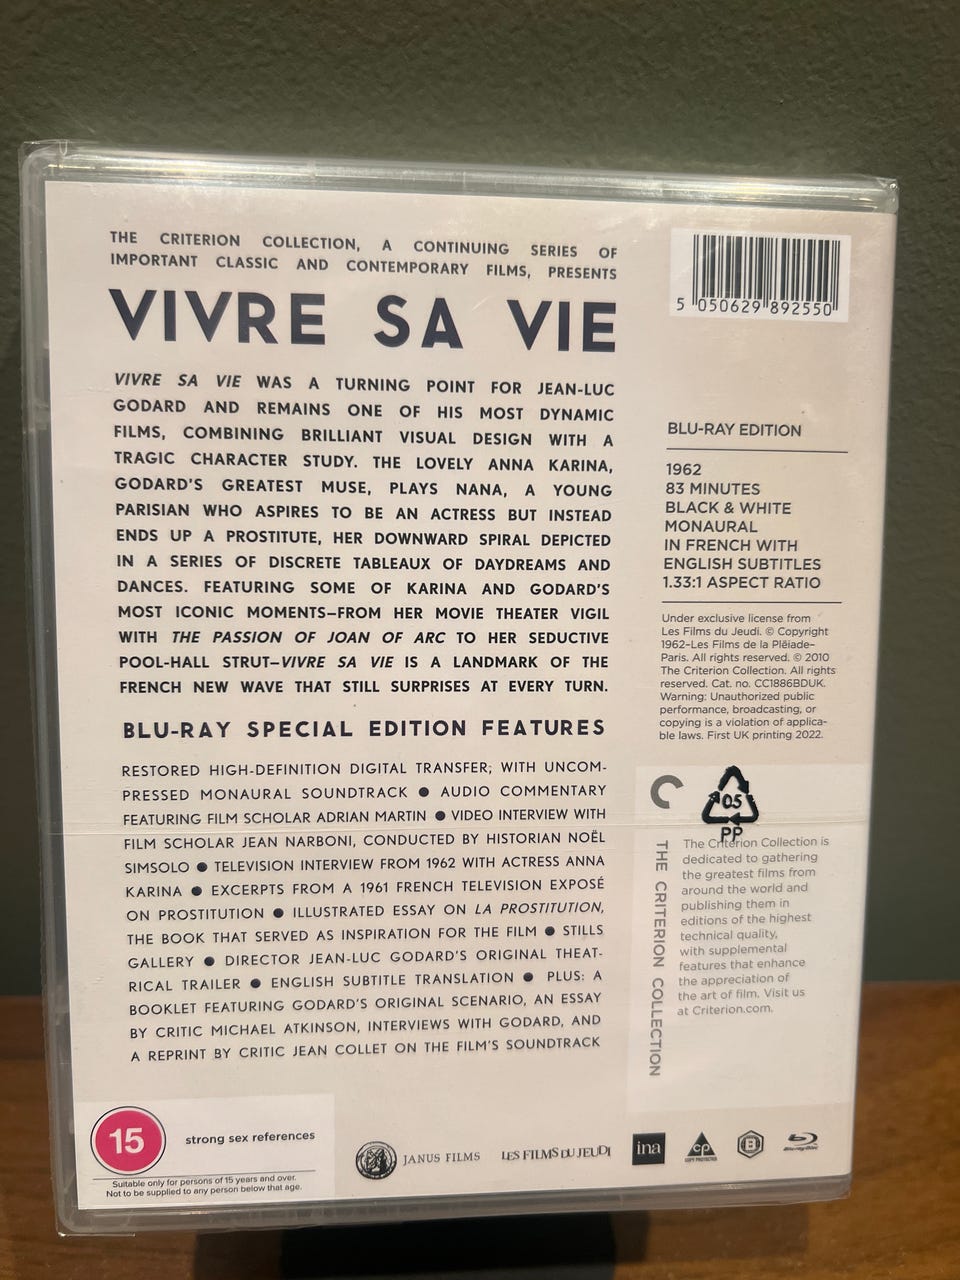 THE CRITERION COLLECTION, A CONTINUING SERIES OF
IMPORTANT CLASSIC AND CONTEMPORARY FILMS, PRESENTS
VIVRE SA VIE
VIVRE SA VIE WAS A TURNING POINT FOR JEAN-LUC
GODARD AND REMAINS ONE OF HIS MOST DYNAMIC
FILMS, COMBINING BRILLIANT VISUAL DESIGN WITH A
TRAGIC CHARACTER STUDY. THE LOVELY ANNA KARINA,
GODARD'S GREATEST MUSE, PLAYS NANA, A YOUNG
PARISIAN WHO ASPIRES TO BE AN ACTRESS BUT INSTEAD
ENDS UP A PROSTITUTE, HER DOWNWARD SPIRAL DEPICTED
IN A SERIES OF DISCRETE TABLEAUX OF DAYDREAMS AND
DANCES. FEATURING SOME OF KARINA AND GODARD'S
MOST ICONIC MOMENTS—FROM HER MOVIE THEATER VIGIL
WITH THE PASSION OF JOAN OF ARC TO HER SEDUCTIVE
POOL-HALL STRUT—VIVRE SA VIE IS A LANDMARK OF THE
FRENCH NEW WAVE THAT STILL SURPRISES AT EVERY TURN.
BLU-RAY SPECIAL EDITION FEATURES
RESTORED HIGH-DEFINITION DIGITAL TRANSFER; WITH UNCOM-
PRESSED MONAURAL SOUNDTRACK ● AUDIO COMMENTARY
FEATURING FILM SCHOLAR ADRIAN MARTIN ● VIDEO INTERVIEW WITH
FILM SCHOLAR JEAN NARBONI, CONDUCTED BY HISTORIAN NOËL
SIMSOLO ● TELEVISION INTERVIEW FROM 1962 WITH ACTRESS ANNA
KARINA ● EXCERPTS FROM A 1961 FRENCH TELEVISION EXPOSÉ
ON PROSTITUTION ● ILLUSTRATED ESSAY ON LA PROSTITUTION,
THE BOOK THAT SERVED AS INSPIRATION FOR THE FILM ● STILLS
GALLERY ● DIRECTOR JEAN-LUC GODARD'S ORIGINAL THEAT-
RICAL TRAILER ● ENGLISH SUBTITLE TRANSLATION ● PLUS: A
BOOKLET FEATURING GODARD'S ORIGINAL SCENARIO, AN ESSAY
BY CRITIC MICHAEL ATKINSON, INTERVIEWS WITH GODARD, AND
A REPRINT BY CRITIC JEAN COLLET ON THE FILM'S SOUNDTRACK
5 050629 892550
BLU-RAY EDITION
1962
83 MINUTES
BLACK & WHITE
MONAURAL
IN FRENCH WITH
ENGLISH SUBTITLES
1.33:1 ASPECT RATIO
Under exclusive license from
Les Films du Jeudi. © Copyright
1962–Les Films de la Plëiade–
Paris. All rights reserved. © 2010
The Criterion Collection. All rights
reserved. Cat. no. CC1886BDUK.
Warning: Unauthorized public
performance, broadcasting, or
copying is a violation of applica-
ble laws. First UK printing 2022.
05
PP
THE CRITERION COLLECTION
The Criterion Collection is
dedicated to gathering
the greatest films from
around the world and
publishing them in
editions of the highest
technical quality,
with supplemental
features that enhance
the appreciation of
the art of film. Visit us
at Criterion.com.
15
strong sex references
Suitable only for persons of 15 years and over.
Not to be supplied to any person below that age.
JANUS FILMS
LES FILMS DU JEUDI
ina
CP
COPY PROTECTED
B
Blu-ray Disc